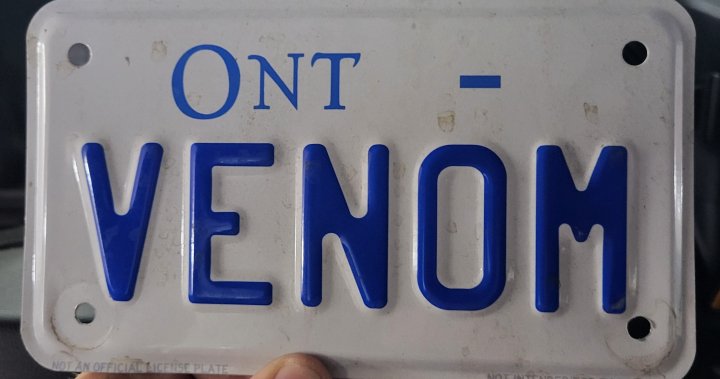 ONT -
VENOM
NOT AN OFFICIAL LICENSE PLATE